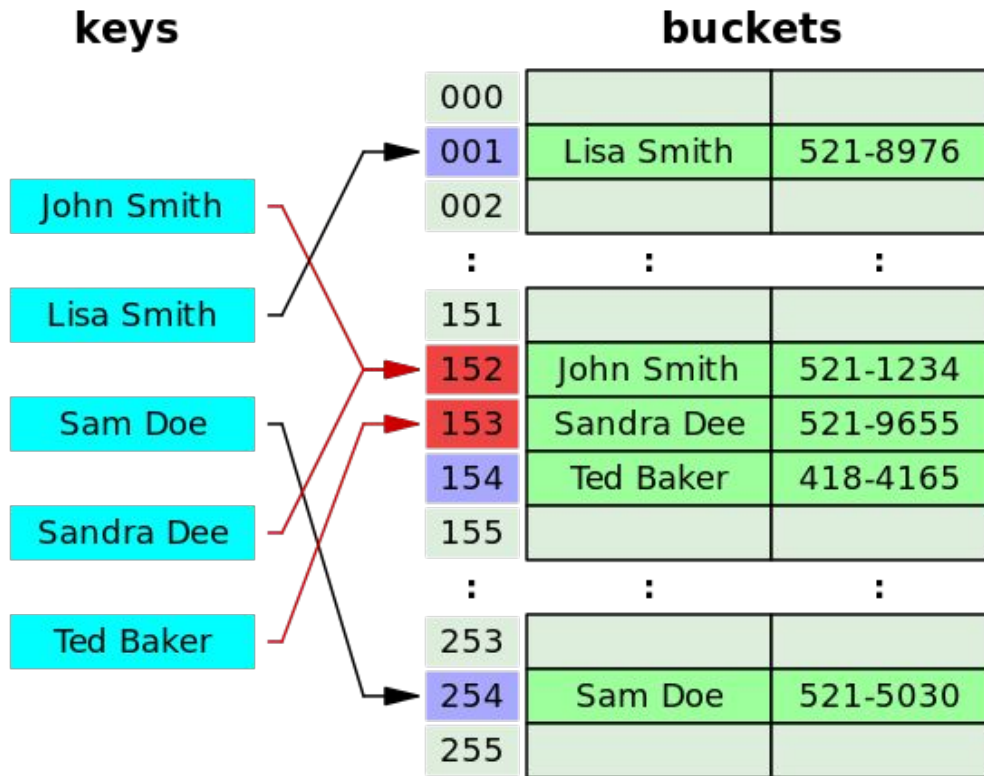 keys buckets
000
001 Lisa Smith 521-8976
John Smith 002
: : :
Lisa Smith 151
152 John Smith 521-1234
Sam Doe 153 Sandra Dee 521-9655
154 Ted Baker 418-4165
Sandra Dee 155
: : :
Ted Baker 253
254 Sam Doe 521-5030
255